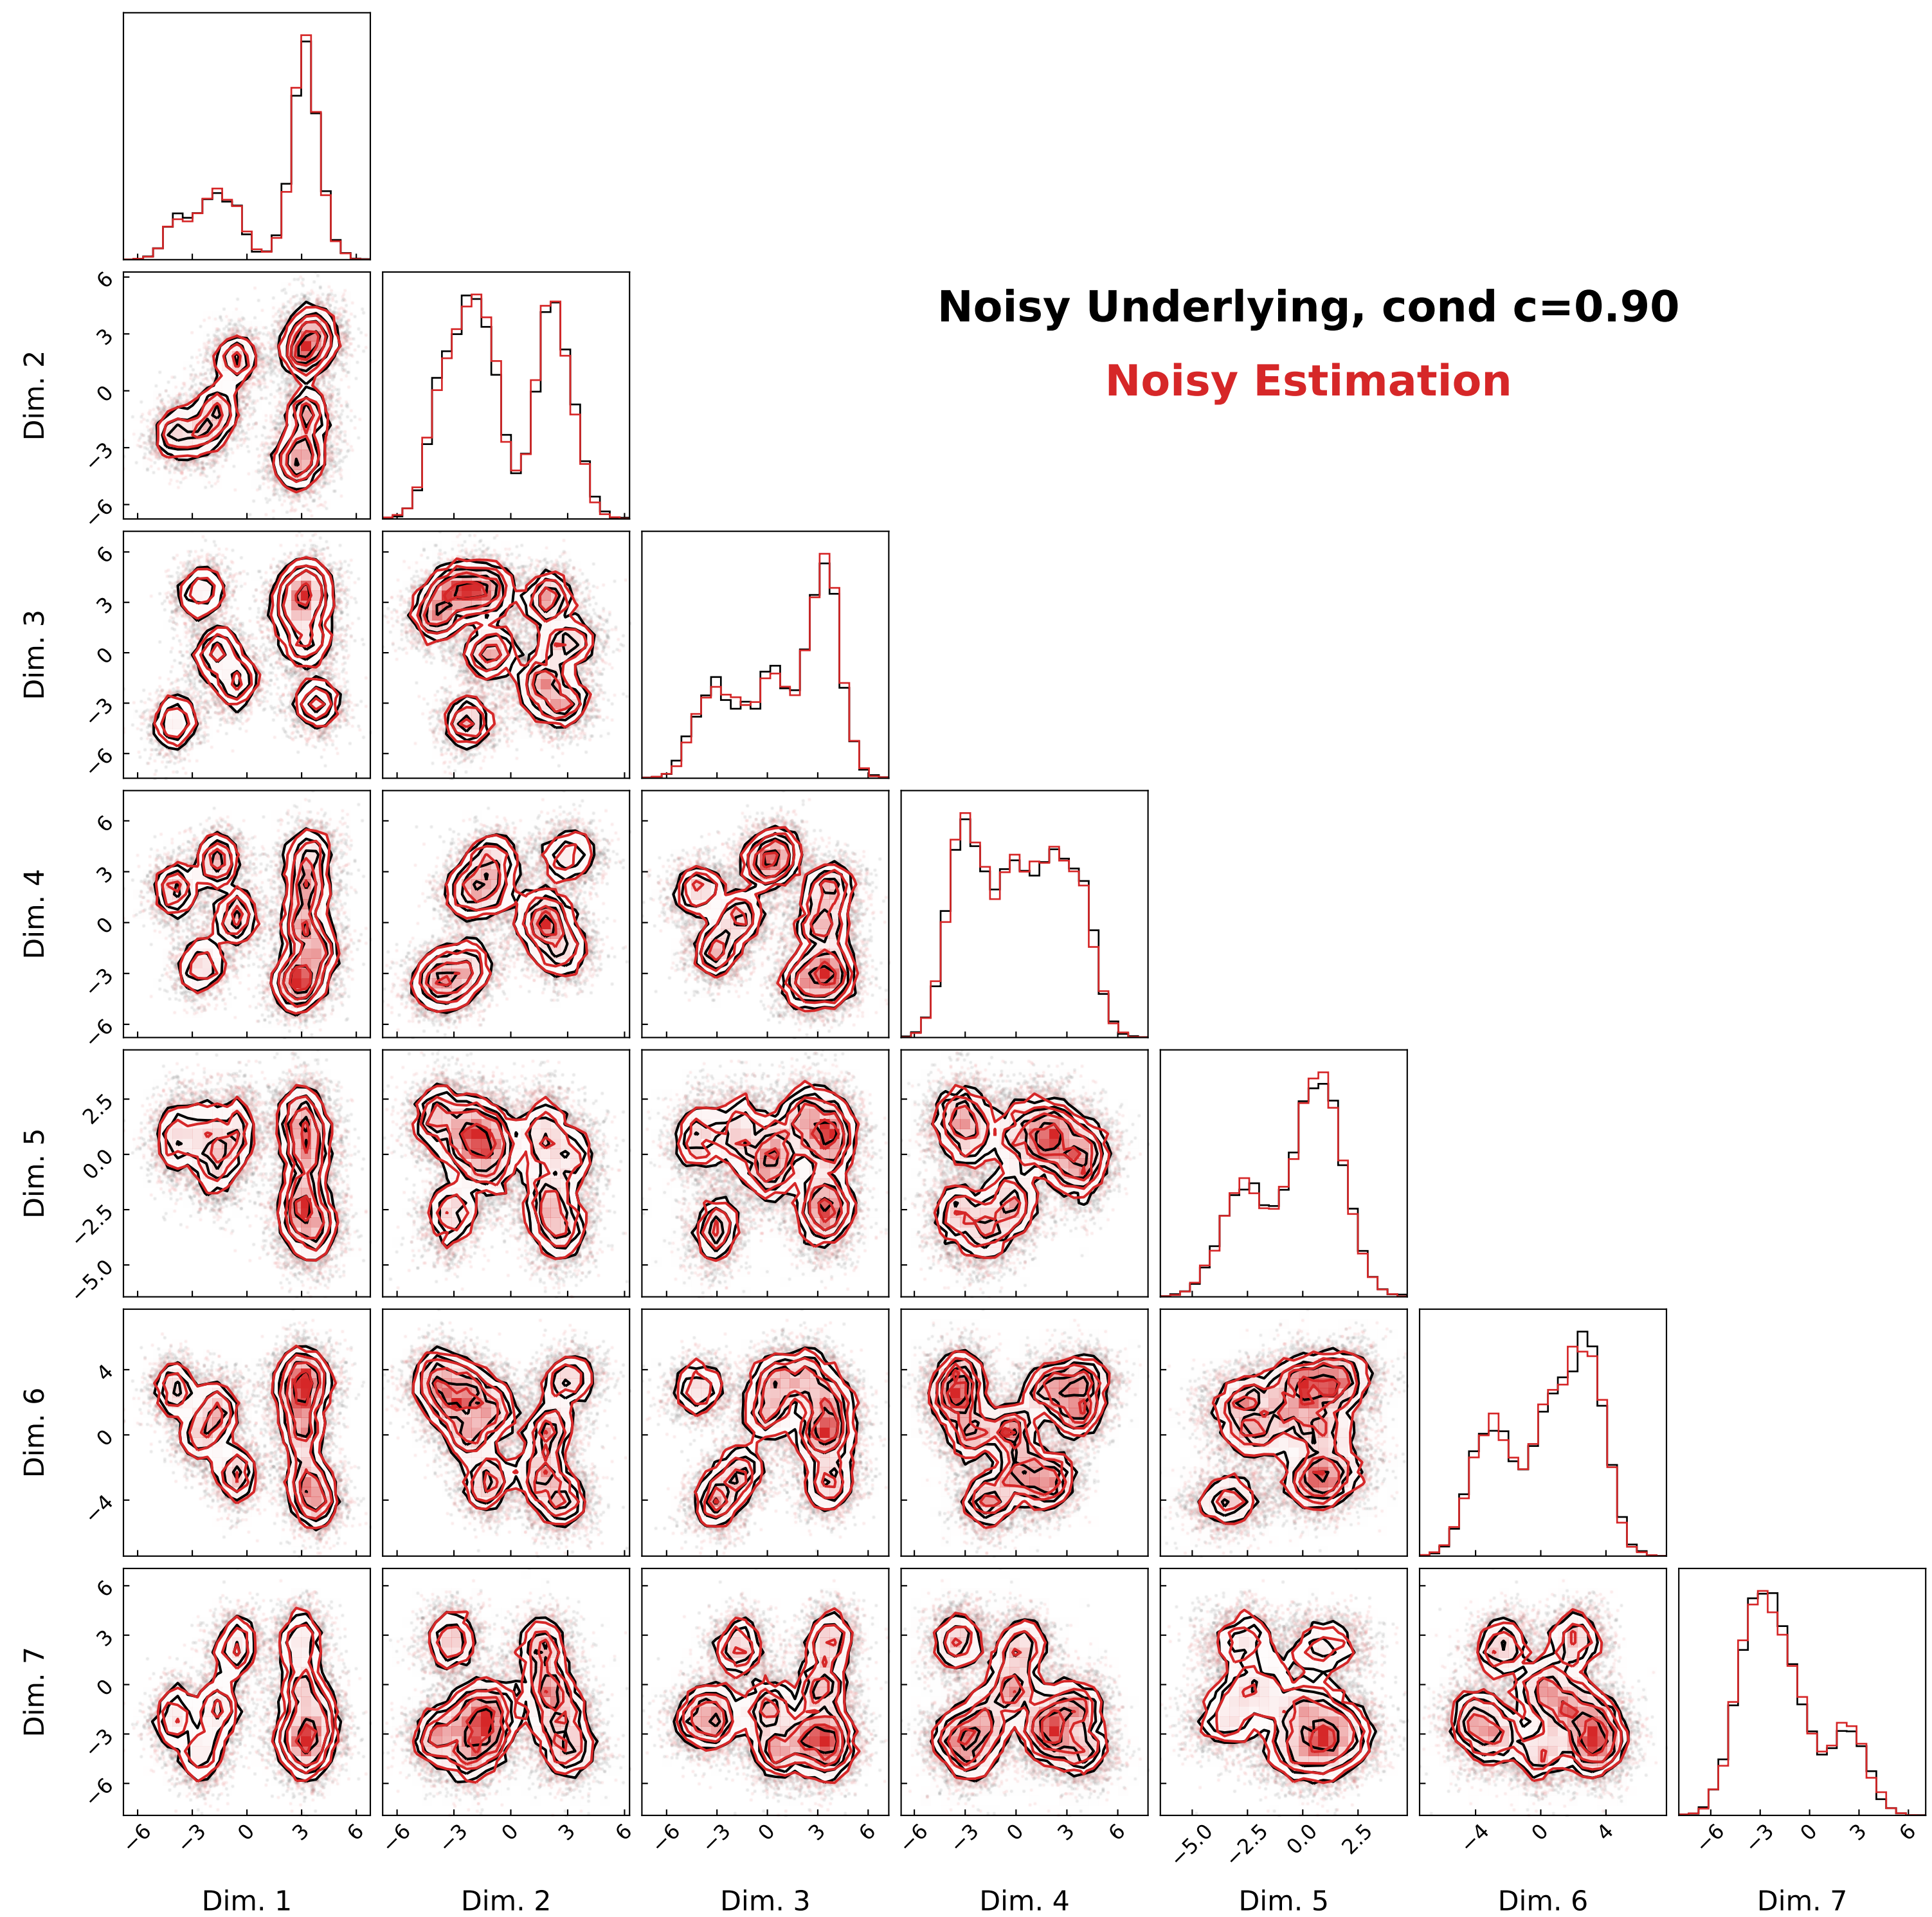 Noisy Underlying, cond c=0.90
Noisy Estimation
6
3
0
−3
−6
Dim. 2
6
3
0
−3
−6
Dim. 3
6
3
0
−3
−6
Dim. 4
2.5
0.0
−2.5
−5.0
Dim. 5
4
0
−4
Dim. 6
6
3
0
−3
−6
Dim. 7
−6 −3 0 3 6 −6 −3 0 3 6 −6 −3 0 3 6 −6 −3 0 3 6 −5.0 −2.5 0.0 2.5 −4 0 4 −6 −3 0 3 6
Dim. 1 Dim. 2 Dim. 3 Dim. 4 Dim. 5 Dim. 6 Dim. 7